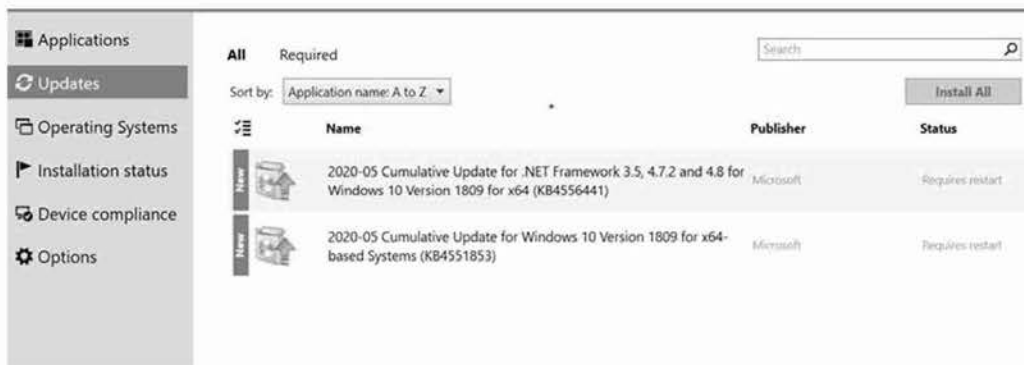 Applications
Updates
Operating Systems
Installation status
Device compliance
Options
All Required
Search
Sort by: Application name: A to Z
Install All
Name Publisher Status
New
2020-05 Cumulative Update for .NET Framework 3.5, 4.7.2 and 4.8 for
Windows 10 Version 1809 for x64 (KB4556441)
Microsoft
Requires restart
New
2020-05 Cumulative Update for Windows 10 Version 1809 for x64-
based Systems (KB4551853)
Microsoft
Requires restart